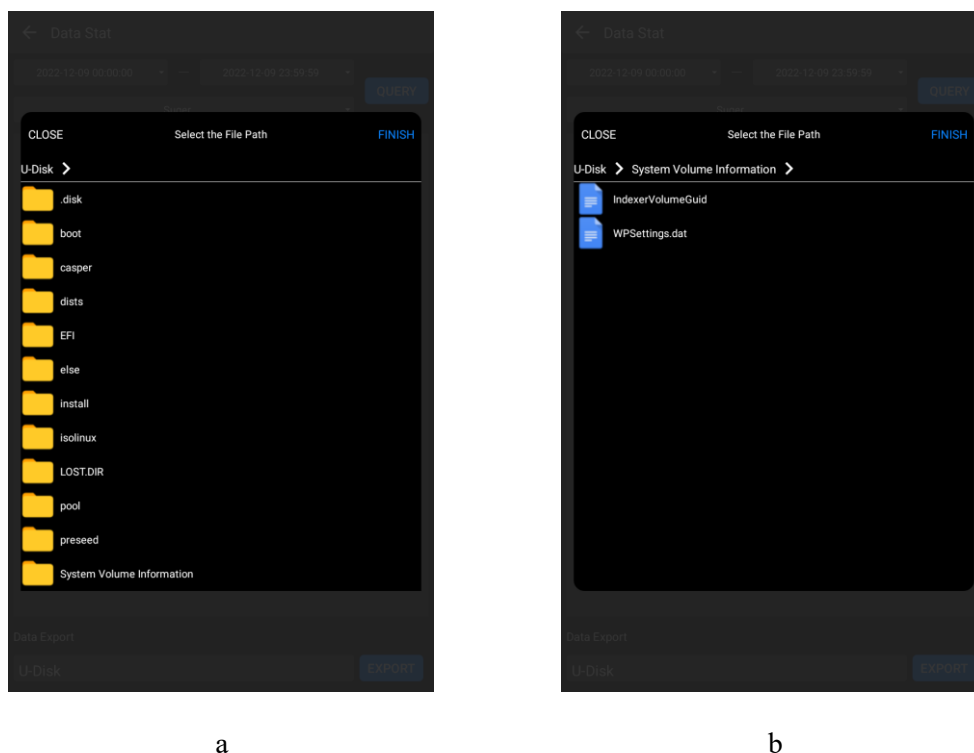 ← Data Stat
2022-12-09 00:00:00 — 2022-12-09 23:59:59
QUERY
Super
CLOSE Select the File Path FINISH
U-Disk >
.disk
boot
casper
dists
EFI
else
install
isolinux
LOST.DIR
pool
preseed
System Volume Information
Data Export
U-Disk EXPORT
a
← Data Stat
2022-12-09 00:00:00 — 2022-12-09 23:59:59
QUERY
Super
CLOSE Select the File Path FINISH
U-Disk > System Volume Information >
IndexerVolumeGuid
WPSettings.dat
Data Export
U-Disk EXPORT
b